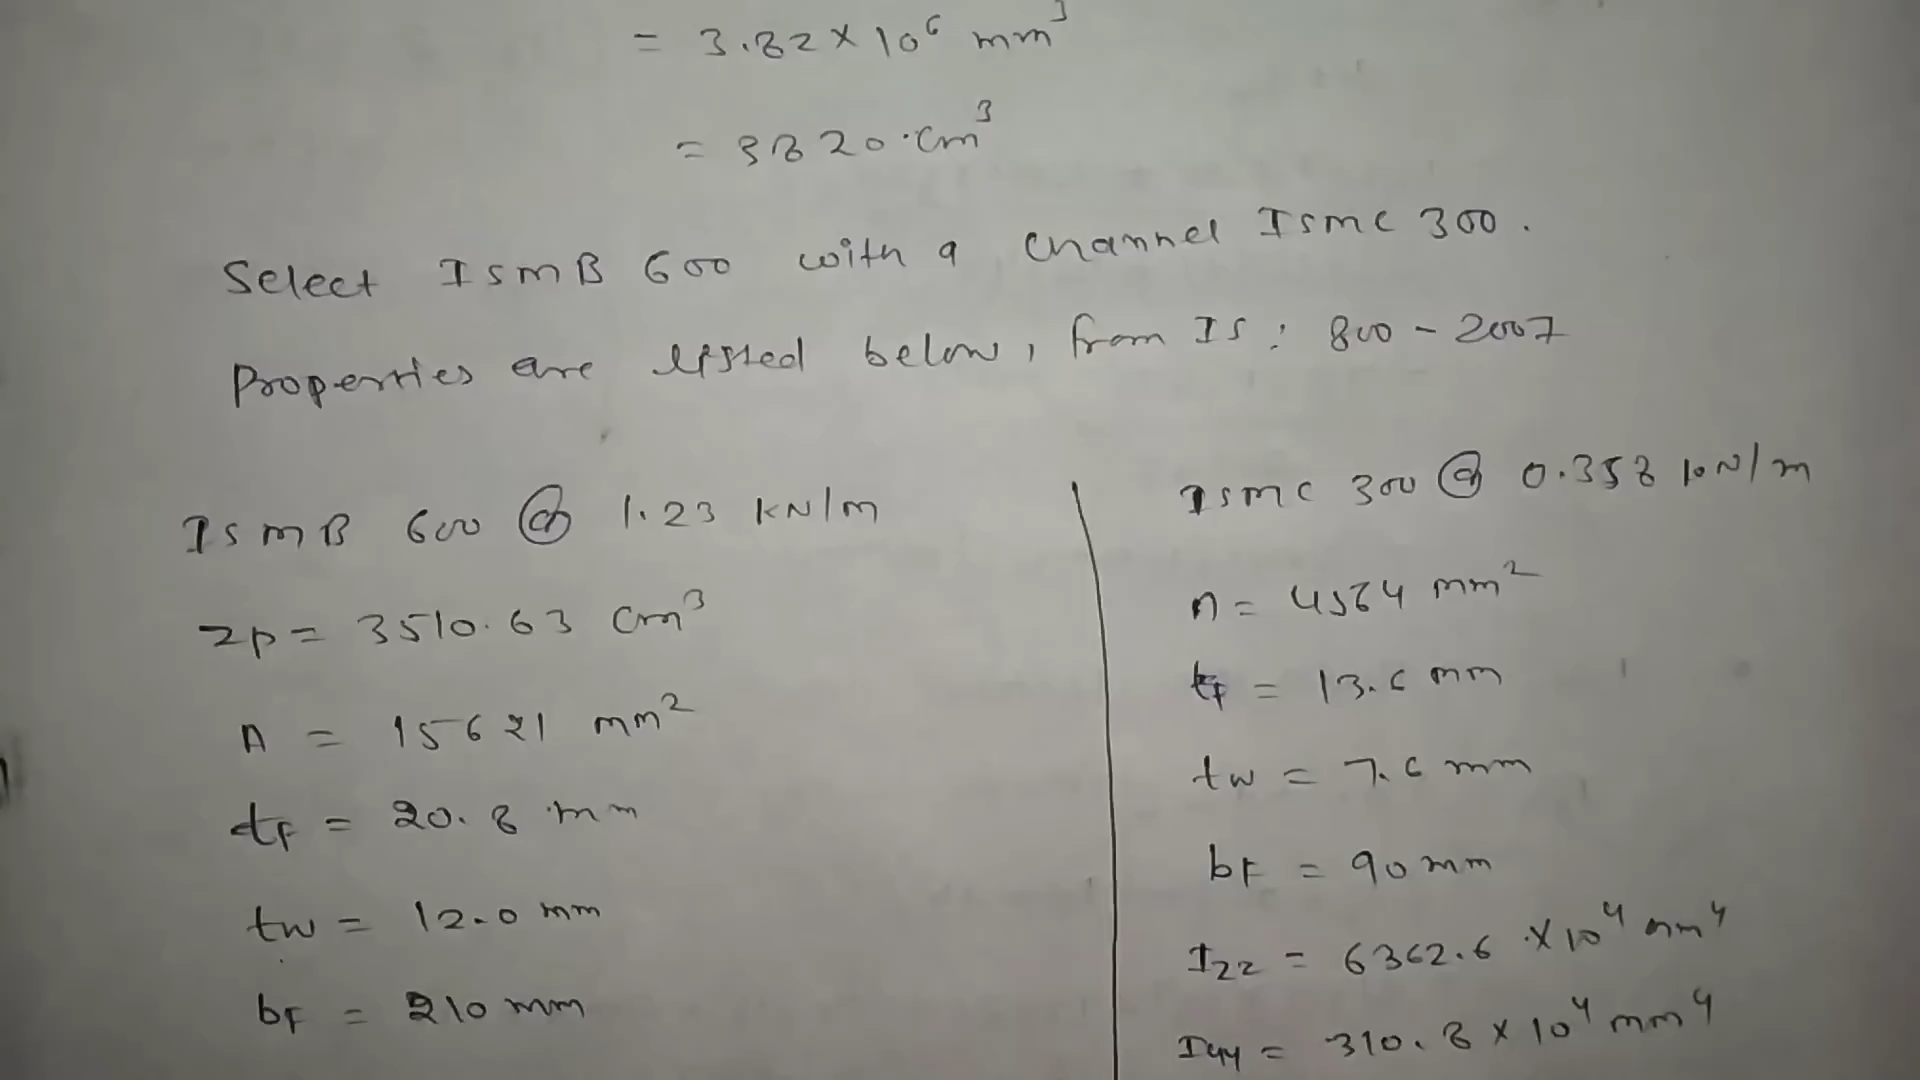 = 3.82×10⁶ mm³
= 3820.cm³
Select ISMB 600 with a channel ISMC 300.
Properties are listed below, from IS: 800-2007
ISMB 600 @ 1.23 kN/m
Zp = 3510.63 cm³
A = 15621 mm²
tf = 20.8 mm
tw = 12.0 mm
bf = 210 mm
ISMC 300 @ 0.358 kN/m
A = 4564 mm²
tf = 13.6 mm
tw = 7.6 mm
bf = 90 mm
Izz = 6362.6 ×10⁴ mm⁴
Iyy = 310.8 × 10⁴ mm⁴